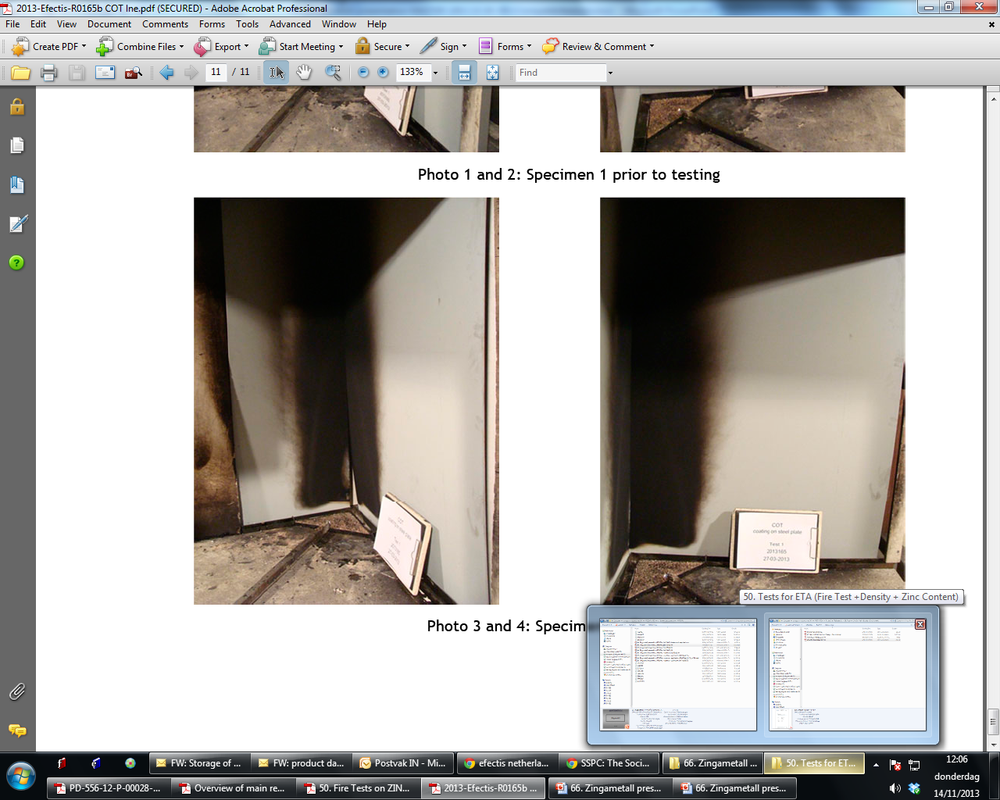 2013-Efectis-R0165b COT Ine.pdf (SECURED) - Adobe Acrobat Professional
File Edit View Document Comments Forms Tools Advanced Window Help
Create PDF Combine Files Export Start Meeting Secure Sign Forms Review & Comment
11 / 11 133% Find
Photo 1 and 2: Specimen 1 prior to testing
COT
coating on steel plate
Test 1
2013165
27-03-2013
50. Tests for ETA (Fire Test +Density + Zinc Content)
Photo 3 and 4: Specim
FW: Storage of ... FW: product da... Postvak IN - Mi... efectis netherla... SSPC: The Soci... 66. Zingametall ... 50. Tests for ET...
12:06
donderdag
14/11/2013
PD-556-12-P-00028-... Overview of main re... 50. Fire Tests on ZIN... 2013-Efectis-R0165b ... 66. Zingametall pres... 66. Zingametall pres...